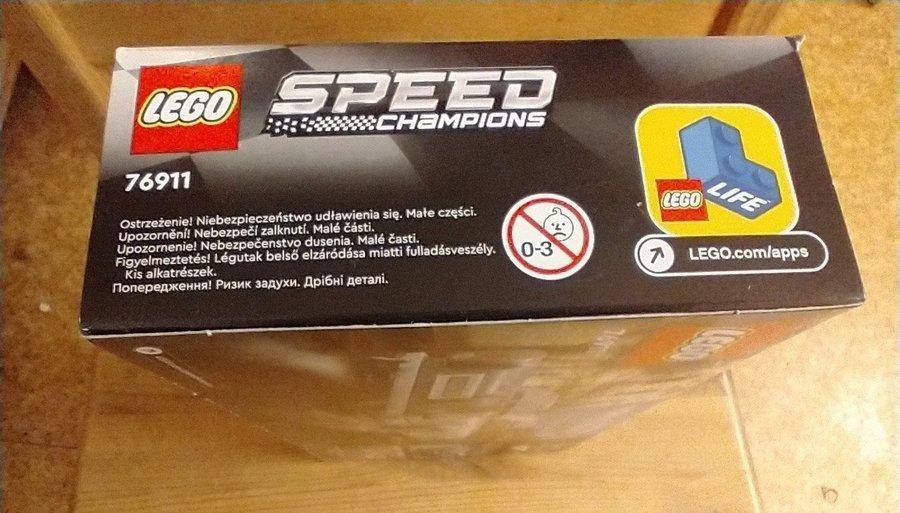 LEGO
SPEED
CHAMPIONS
76911
Ostrzeżenie! Niebezpieczeństwo udławienia się. Małe części.
Upozornění! Nebezpečí zalknutí. Malé části.
Upozornenie! Nebezpečenstvo dusenia. Malé časti.
Figyelmeztetés! Légutak belső elzáródása miatti fulladásveszély.
Kis alkatrészek.
Попередження! Ризик задухи. Дрібні деталі.
0-3
LEGO
LIFE
LEGO.com/apps
LEGO